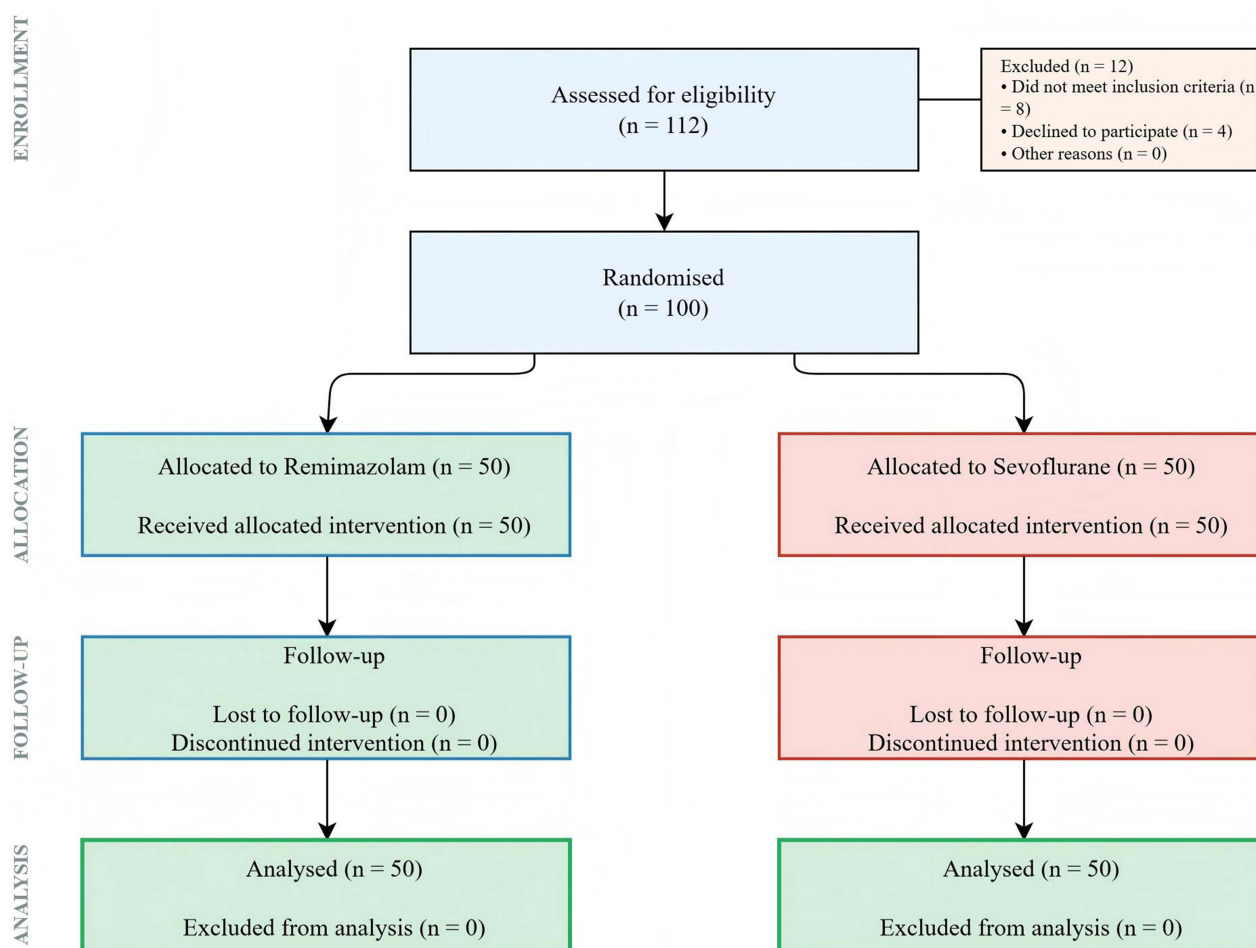 ENROLLMENT
Assessed for eligibility
(n = 112)
Excluded (n = 12)
• Did not meet inclusion criteria (n
= 8)
• Declined to participate (n = 4)
• Other reasons (n = 0)
Randomised
(n = 100)
ALLOCATION
Allocated to Remimazolam (n = 50)
Received allocated intervention (n = 50)
Allocated to Sevoflurane (n = 50)
Received allocated intervention (n = 50)
FOLLOW-UP
Follow-up
Lost to follow-up (n = 0)
Discontinued intervention (n = 0)
Follow-up
Lost to follow-up (n = 0)
Discontinued intervention (n = 0)
ANALYSIS
Analysed (n = 50)
Excluded from analysis (n = 0)
Analysed (n = 50)
Excluded from analysis (n = 0)